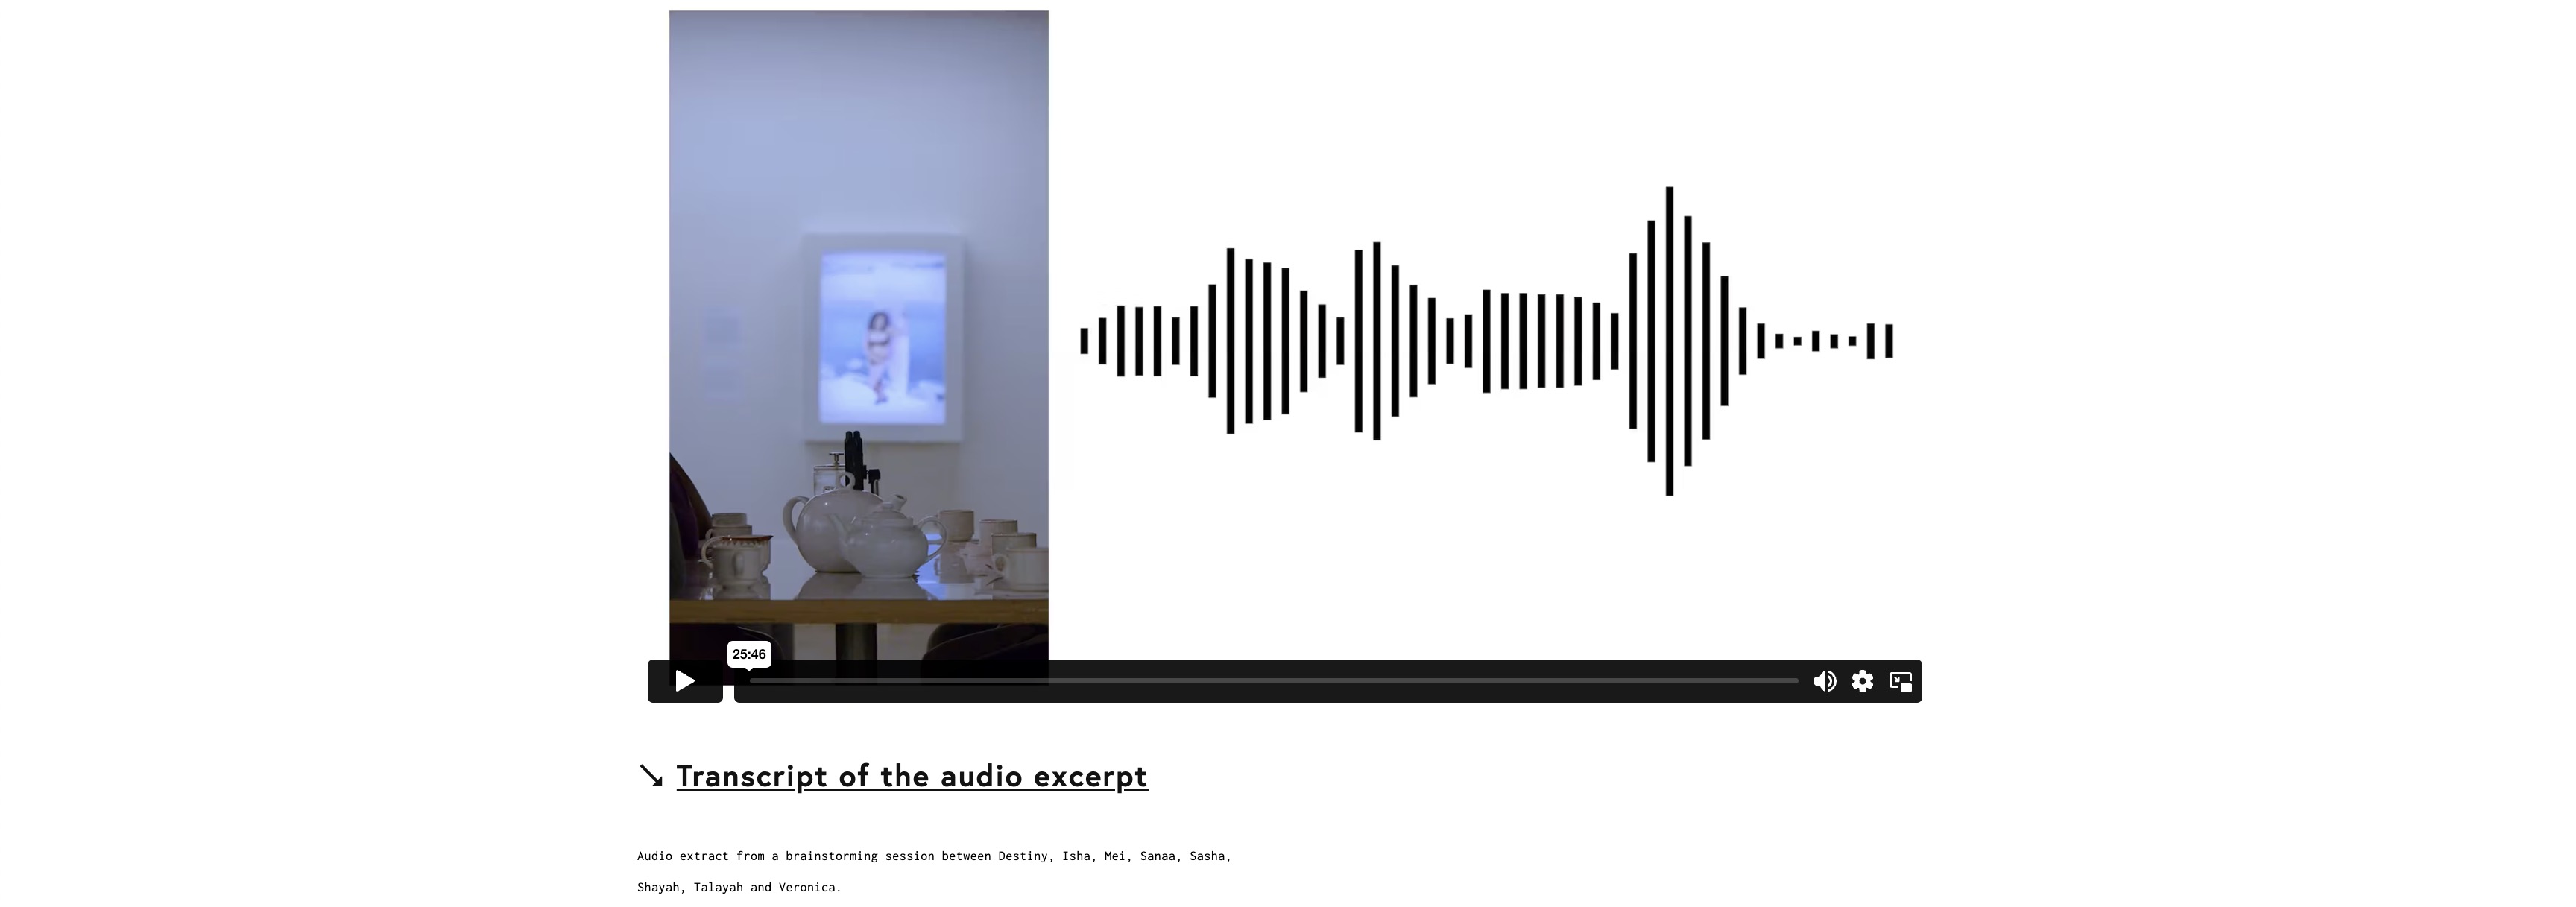 25:46
↘ Transcript of the audio excerpt
Audio extract from a brainstorming session between Destiny, Isha, Mei, Sanaa, Sasha,
Shayah, Talayah and Veronica.